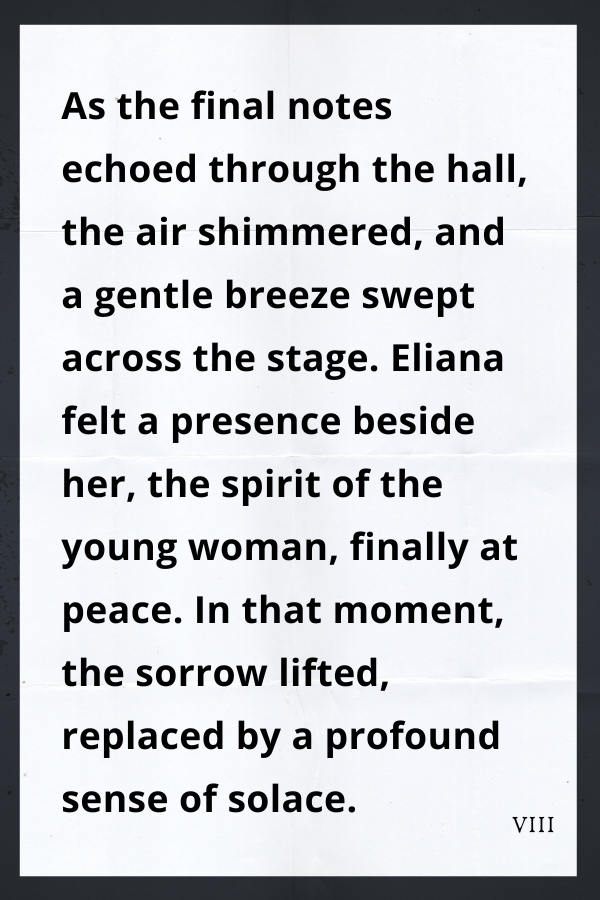 As the final notes
echoed through the hall,
the air shimmered, and
a gentle breeze swept
across the stage. Eliana
felt a presence beside
her, the spirit of the
young woman, finally at
peace. In that moment,
the sorrow lifted,
replaced by a profound
sense of solace.
VIII